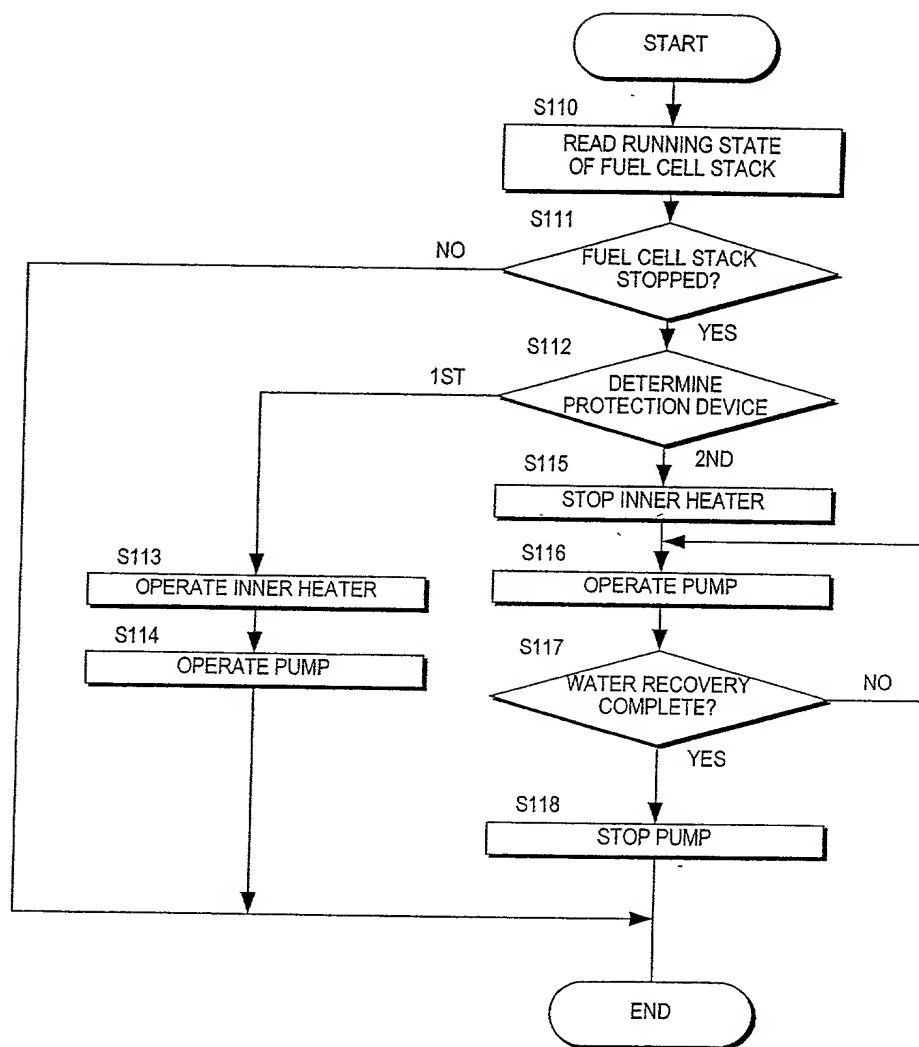 START
S110
READ RUNNING STATE
OF FUEL CELL STACK
S111
NO
FUEL CELL STACK
STOPPED?
YES
S112
1ST
DETERMINE
PROTECTION DEVICE
2ND
S115
STOP INNER HEATER
S113
OPERATE INNER HEATER
S116
OPERATE PUMP
S114
OPERATE PUMP
S117
WATER RECOVERY
COMPLETE?
NO
YES
S118
STOP PUMP
END